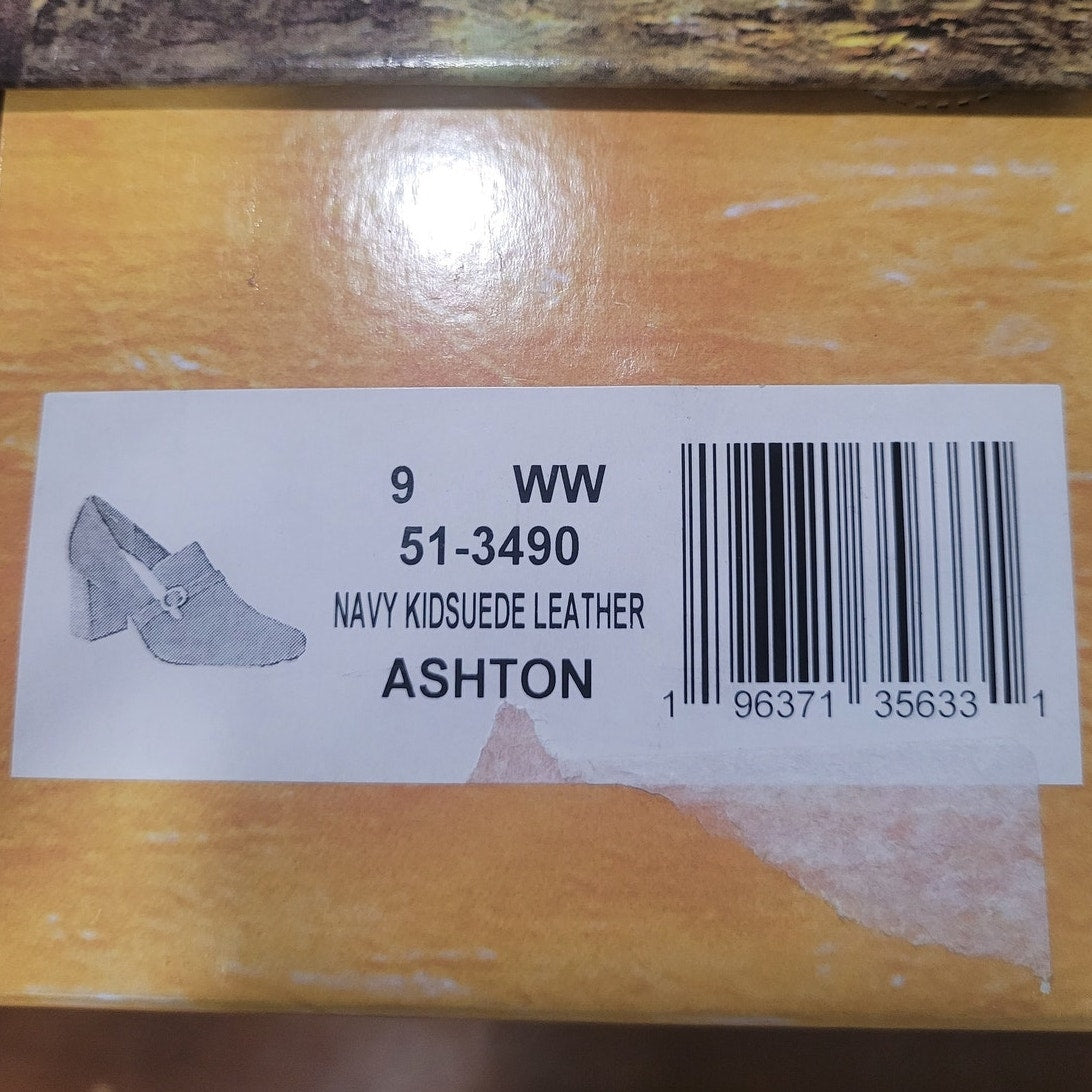 9 WW
51-3490
NAVY KIDSUEDE LEATHER
ASHTON
1 96371 35633 1